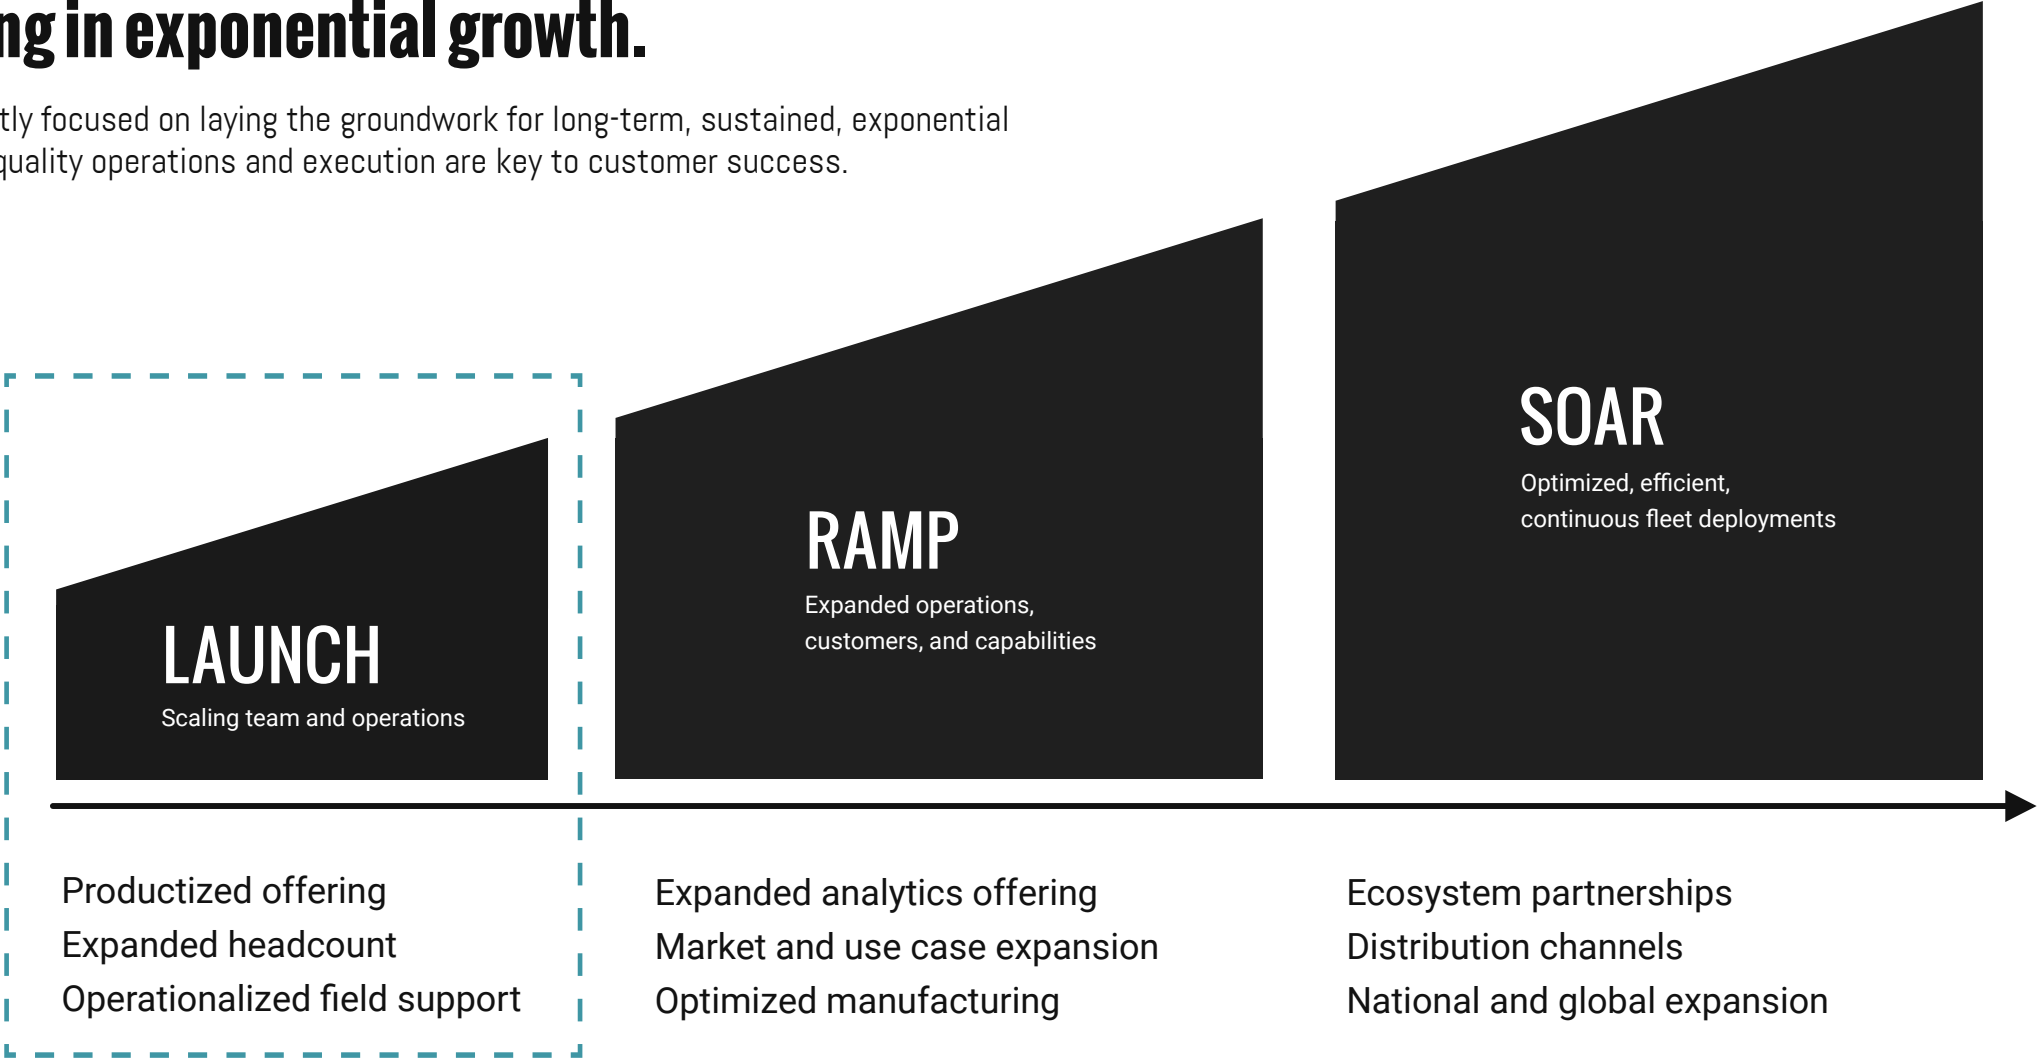 ng in exponential growth.
tly focused on laying the groundwork for long-term, sustained, exponential
quality operations and execution are key to customer success.
LAUNCH
Scaling team and operations
RAMP
Expanded operations,
customers, and capabilities
SOAR
Optimized, efficient,
continuous fleet deployments
Productized offering
Expanded headcount
Operationalized field support
Expanded analytics offering
Market and use case expansion
Optimized manufacturing
Ecosystem partnerships
Distribution channels
National and global expansion